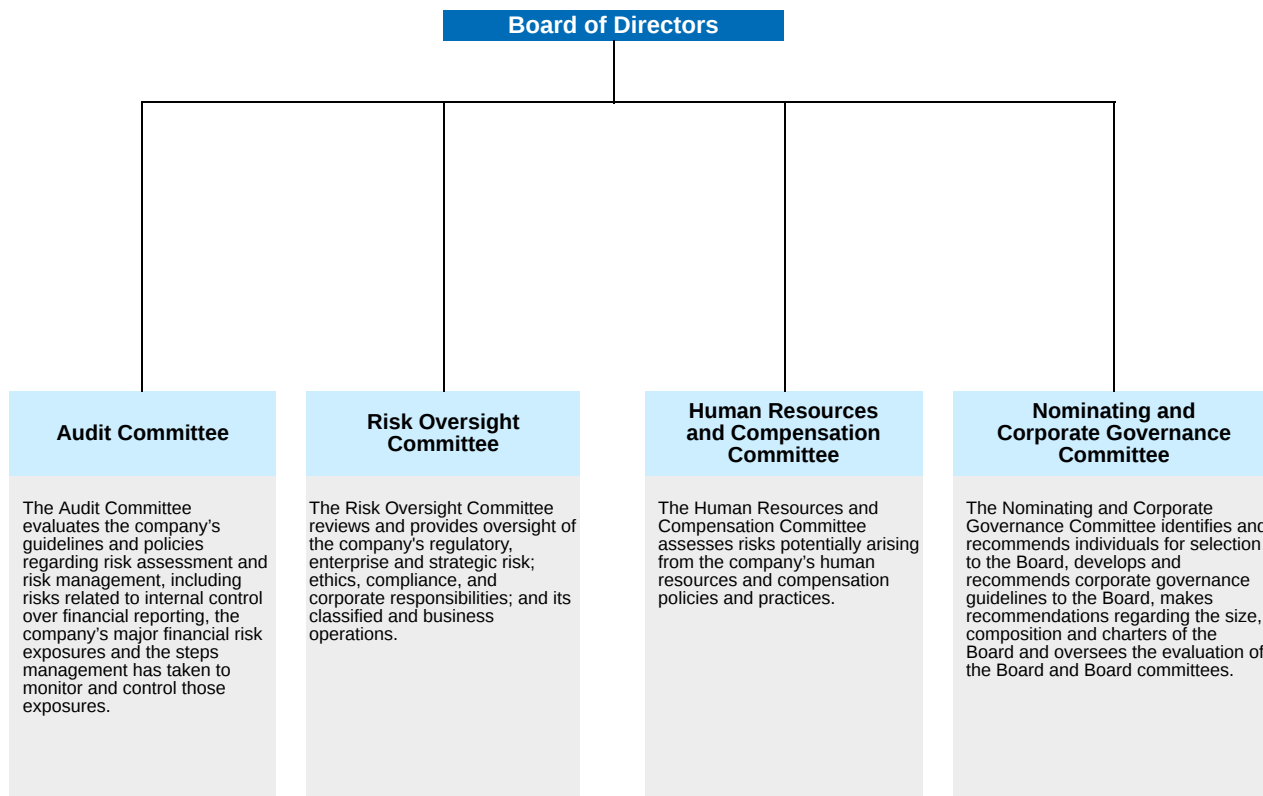 Board of Directors
Audit Committee
Risk Oversight
Committee
Human Resources
and Compensation
Committee
Nominating and
Corporate Governance
Committee
The Audit Committee
evaluates the company’s
guidelines and policies
regarding risk assessment and
risk management, including
risks related to internal control
over financial reporting, the
company’s major financial risk
exposures and the steps
management has taken to
monitor and control those
exposures.
The Risk Oversight Committee
reviews and provides oversight of
the company's regulatory,
enterprise and strategic risk;
ethics, compliance, and
corporate responsibilities; and its
classified and business
operations.
The Human Resources and
Compensation Committee
assesses risks potentially arising
from the company’s human
resources and compensation
policies and practices.
The Nominating and Corporate
Governance Committee identifies and
recommends individuals for selection
to the Board, develops and
recommends corporate governance
guidelines to the Board, makes
recommendations regarding the size,
composition and charters of the
Board and oversees the evaluation of
the Board and Board committees.